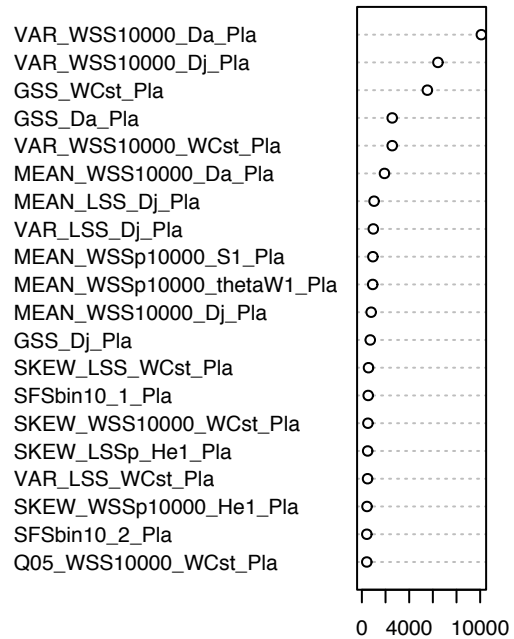 VAR_WSS10000_Da_Pla
VAR_WSS10000_Dj_Pla
GSS_WCst_Pla
GSS_Da_Pla
VAR_WSS10000_WCst_Pla
MEAN_WSS10000_Da_Pla
MEAN_LSS_Dj_Pla
VAR_LSS_Dj_Pla
MEAN_WSSp10000_S1_Pla
MEAN_WSSp10000_thetaW1_Pla
MEAN_WSS10000_Dj_Pla
GSS_Dj_Pla
SKEW_LSS_WCst_Pla
SFSbin10_1_Pla
SKEW_WSS10000_WCst_Pla
SKEW_LSSp_He1_Pla
VAR_LSS_WCst_Pla
SKEW_WSSp10000_He1_Pla
SFSbin10_2_Pla
Q05_WSS10000_WCst_Pla
0 4000 10000